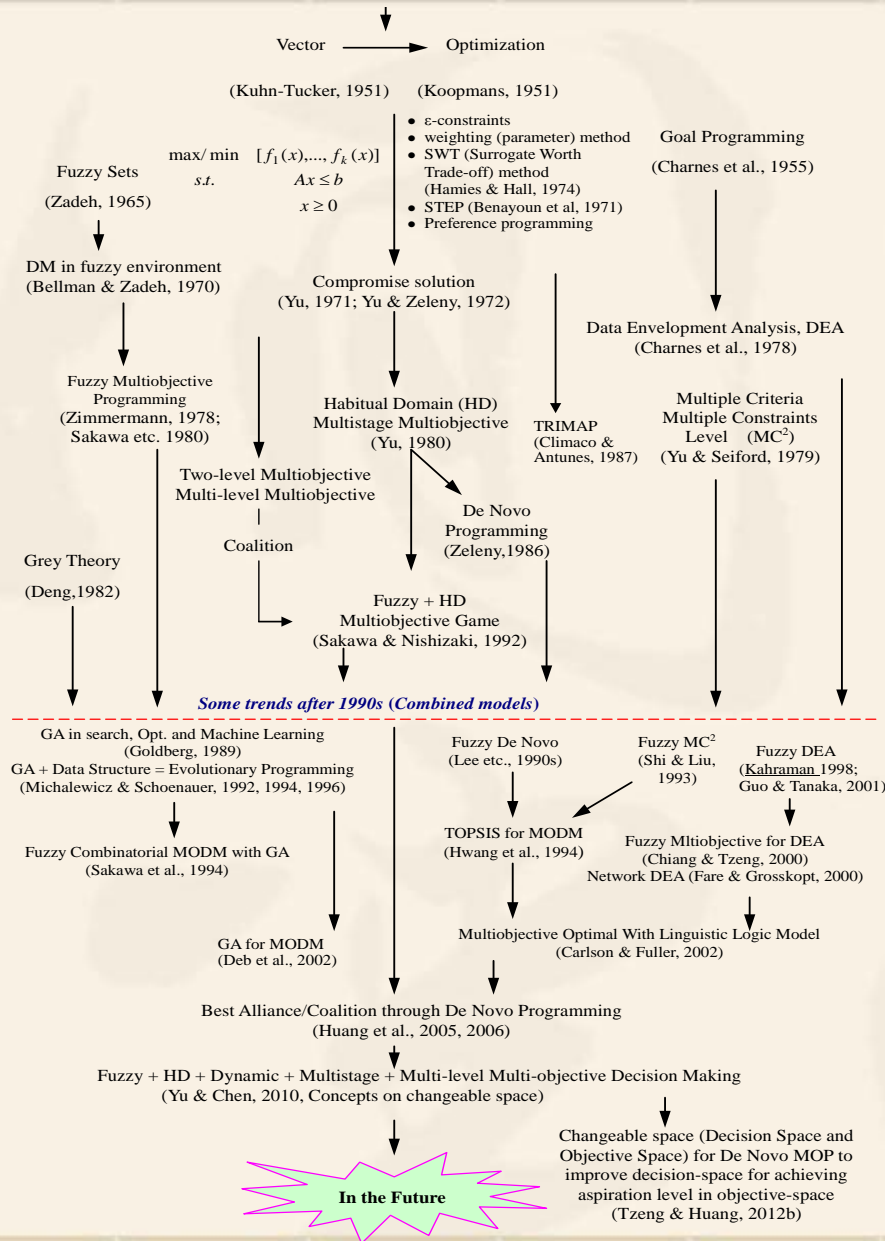 Vector Optimization
(Kuhn-Tucker, 1951) (Koopmans, 1951)
• ε-constraints
• weighting (parameter) method
• SWT (Surrogate Worth
Trade-off) method
(Hamies & Hall, 1974)
• STEP (Benayoun et al, 1971)
• Preference programming
max/ min [f₁(x),..., fₖ(x)]
s.t. Ax ≤ b
x ≥ 0
Goal Programming
(Charnes et al., 1955)
Fuzzy Sets
(Zadeh, 1965)
DM in fuzzy environment
(Bellman & Zadeh, 1970)
Compromise solution
(Yu, 1971; Yu & Zeleny, 1972)
Data Envelopment Analysis, DEA
(Charnes et al., 1978)
Fuzzy Multiobjective
Programming
(Zimmermann, 1978;
Sakawa etc. 1980)
Habitual Domain (HD)
Multistage Multiobjective
(Yu, 1980)
TRIMAP
(Climaco &
Antunes, 1987)
Multiple Criteria
Multiple Constraints
Level (MC²)
(Yu & Seiford, 1979)
Two-level Multiobjective
Multi-level Multiobjective
Coalition
De Novo
Programming
(Zeleny,1986)
Grey Theory
(Deng,1982)
Fuzzy + HD
Multiobjective Game
(Sakawa & Nishizaki, 1992)
Some trends after 1990s (Combined models)
GA in search, Opt. and Machine Learning
(Goldberg, 1989)
GA + Data Structure = Evolutionary Programming
(Michalewicz & Schoenauer, 1992, 1994, 1996)
Fuzzy De Novo
(Lee etc., 1990s)
Fuzzy MC²
(Shi & Liu,
1993)
Fuzzy DEA
(Kahraman 1998;
Guo & Tanaka, 2001)
Fuzzy Combinatorial MODM with GA
(Sakawa et al., 1994)
TOPSIS for MODM
(Hwang et al., 1994)
Fuzzy Mltiobjective for DEA
(Chiang & Tzeng, 2000)
Network DEA (Fare & Grosskopt, 2000)
GA for MODM
(Deb et al., 2002)
Multiobjective Optimal With Linguistic Logic Model
(Carlson & Fuller, 2002)
Best Alliance/Coalition through De Novo Programming
(Huang et al., 2005, 2006)
Fuzzy + HD + Dynamic + Multistage + Multi-level Multi-objective Decision Making
(Yu & Chen, 2010, Concepts on changeable space)
In the Future
Changeable space (Decision Space and
Objective Space) for De Novo MOP to
improve decision-space for achieving
aspiration level in objective-space
(Tzeng & Huang, 2012b)